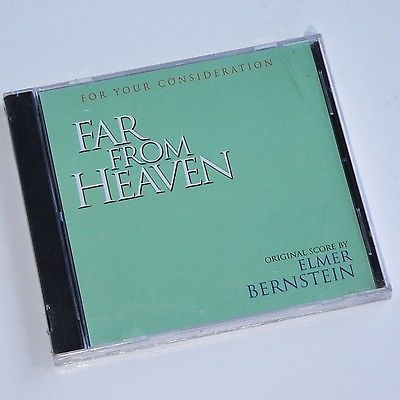 FOR YOUR CONSIDERATION
FAR
FROM
HEAVEN
ORIGINAL SCORE BY
ELMER
BERNSTEIN